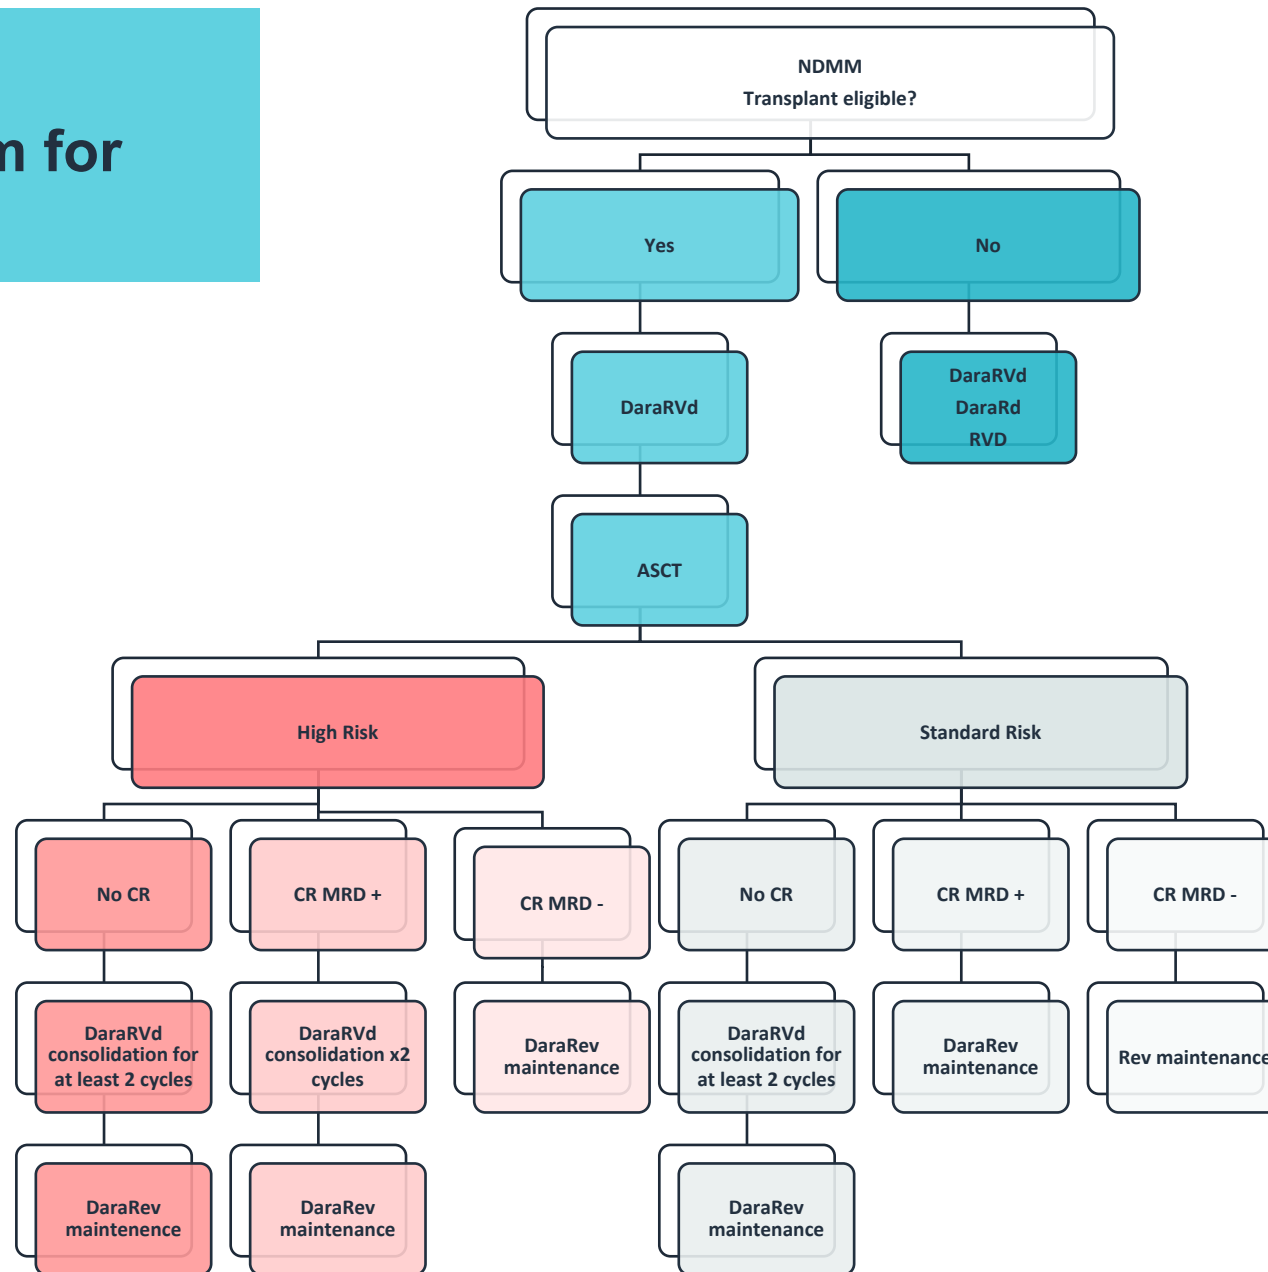 m for
NDMM
Transplant eligible?
Yes
No
DaraRVd
DaraRVd
DaraRd
RVD
ASCT
High Risk
Standard Risk
No CR
CR MRD +
CR MRD -
No CR
CR MRD +
CR MRD -
DaraRVd
consolidation for
at least 2 cycles
DaraRVd
consolidation x2
cycles
DaraRev
maintenance
DaraRVd
consolidation for
at least 2 cycles
DaraRev
maintenance
Rev maintenance
DaraRev
maintenence
DaraRev
maintenance
DaraRev
maintenance